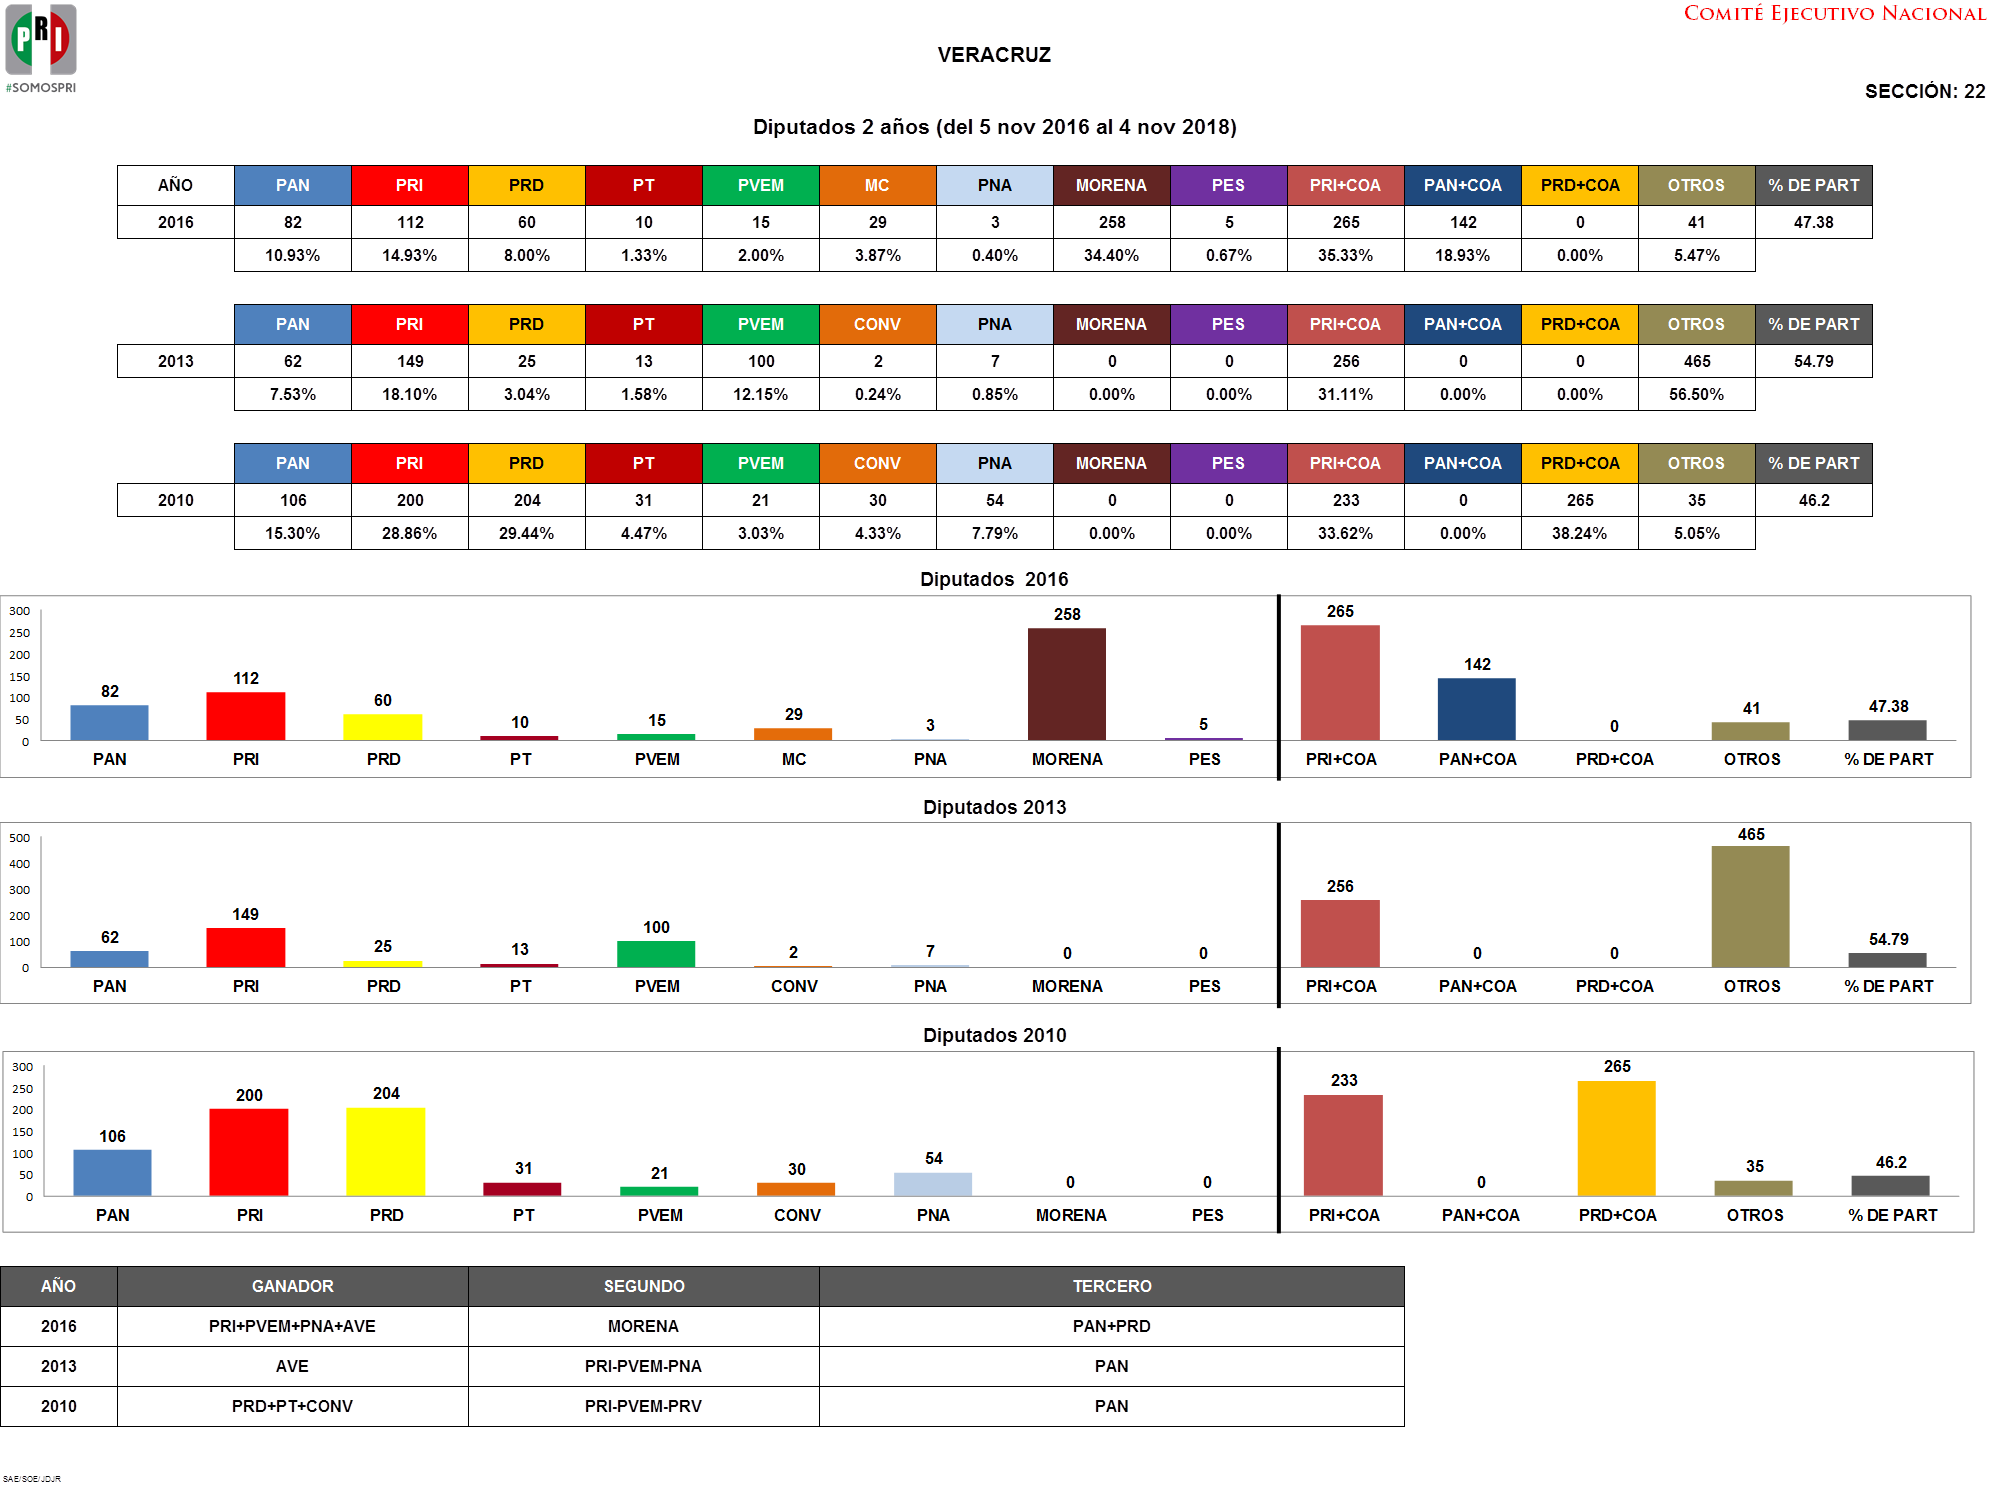 PRI
#SOMOSPRI
COMITÉ EJECUTIVO NACIONAL
VERACRUZ
SECCIÓN: 22
Diputados 2 años (del 5 nov 2016 al 4 nov 2018)
AÑO PAN PRI PRD PT PVEM MC PNA MORENA PES PRI+COA PAN+COA PRD+COA OTROS % DE PART
2016 82 112 60 10 15 29 3 258 5 265 142 0 41 47.38
10.93% 14.93% 8.00% 1.33% 2.00% 3.87% 0.40% 34.40% 0.67% 35.33% 18.93% 0.00% 5.47%
PAN PRI PRD PT PVEM CONV PNA MORENA PES PRI+COA PAN+COA PRD+COA OTROS % DE PART
2013 62 149 25 13 100 2 7 0 0 256 0 0 465 54.79
7.53% 18.10% 3.04% 1.58% 12.15% 0.24% 0.85% 0.00% 0.00% 31.11% 0.00% 0.00% 56.50%
PAN PRI PRD PT PVEM CONV PNA MORENA PES PRI+COA PAN+COA PRD+COA OTROS % DE PART
2010 106 200 204 31 21 30 54 0 0 233 0 265 35 46.2
15.30% 28.86% 29.44% 4.47% 3.03% 4.33% 7.79% 0.00% 0.00% 33.62% 0.00% 38.24% 5.05%
Diputados 2016
300
250
200
150
100
50
0
82 112 60 10 15 29 3 258 5 265 142 0 41 47.38
PAN PRI PRD PT PVEM MC PNA MORENA PES PRI+COA PAN+COA PRD+COA OTROS % DE PART
Diputados 2013
500
400
300
200
100
0
62 149 25 13 100 2 7 0 0 256 0 0 465 54.79
PAN PRI PRD PT PVEM CONV PNA MORENA PES PRI+COA PAN+COA PRD+COA OTROS % DE PART
Diputados 2010
300
250
200
150
100
50
0
106 200 204 31 21 30 54 0 0 233 0 265 35 46.2
PAN PRI PRD PT PVEM CONV PNA MORENA PES PRI+COA PAN+COA PRD+COA OTROS % DE PART
AÑO GANADOR SEGUNDO TERCERO
2016 PRI+PVEM+PNA+AVE MORENA PAN+PRD
2013 AVE PRI-PVEM-PNA PAN
2010 PRD+PT+CONV PRI-PVEM-PRV PAN
SAE/SOE/JDJR